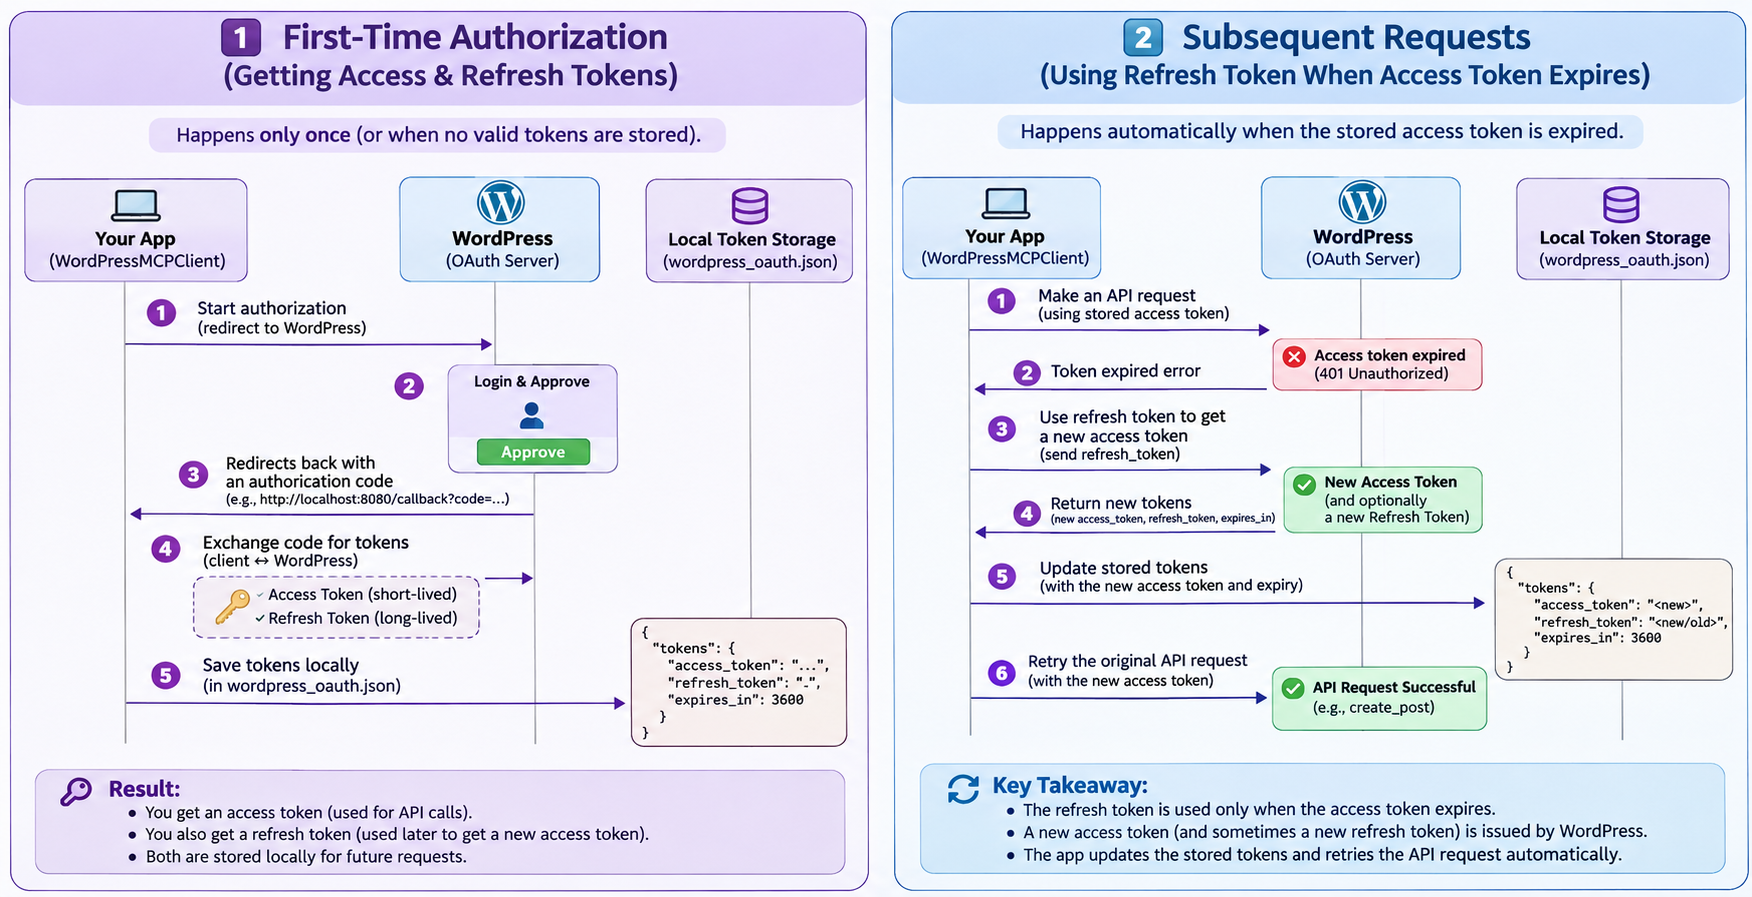 1 First-Time Authorization
(Getting Access & Refresh Tokens)
Happens only once (or when no valid tokens are stored).
Your App
(WordPressMCPClient)
WordPress
(OAuth Server)
Local Token Storage
(wordpress_oauth.json)
1 Start authorization
(redirect to WordPress)
2 Login & Approve
Approve
3 Redirects back with
an authorication code
(e.g., http://localhost:8080/callback?code=...)
4 Exchange code for tokens
(client ↔ WordPress)
✓ Access Token (short-lived)
✓ Refresh Token (long-lived)
5 Save tokens locally
(in wordpress_oauth.json)
{
"tokens": {
"access_token": "...",
"refresh_token": "..",
"expires_in": 3600
}
}
Result:
• You get an access token (used for API calls).
• You also get a refresh token (used later to get a new access token).
• Both are stored locally for future requests.
2 Subsequent Requests
(Using Refresh Token When Access Token Expires)
Happens automatically when the stored access token is expired.
Your App
(WordPressMCPClient)
WordPress
(OAuth Server)
Local Token Storage
(wordpress_oauth.json)
1 Make an API request
(using stored access token)
Access token expired
(401 Unauthorized)
2 Token expired error
3 Use refresh token to get
a new access token
(send refresh_token)
New Access Token
(and optionally
a new Refresh Token)
4 Return new tokens
(new access_token, refresh_token, expires_in)
5 Update stored tokens
(with the new access token and expiry)
{
"tokens": {
"access_token": "<new>",
"refresh_token": "<new/old>",
"expires_in": 3600
}
}
6 Retry the original API request
(with the new access token)
API Request Successful
(e.g., create_post)
Key Takeaway:
• The refresh token is used only when the access token expires.
• A new access token (and sometimes a new refresh token) is issued by WordPress.
• The app updates the stored tokens and retries the API request automatically.